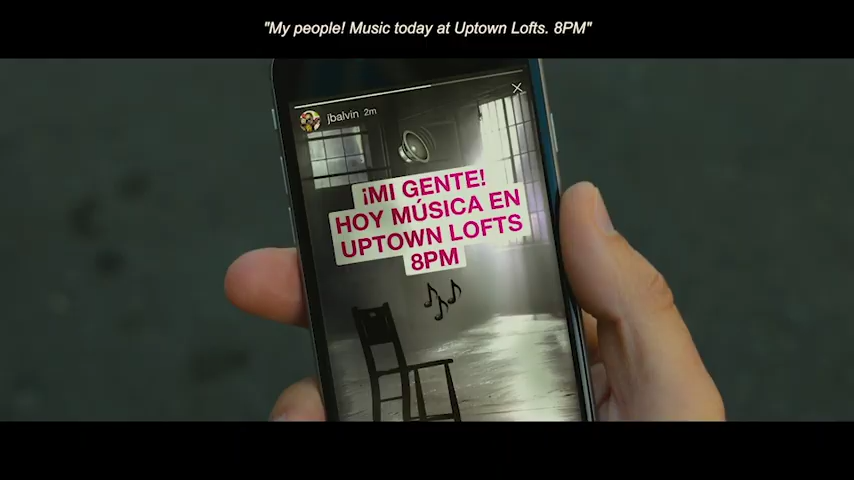 "My people! Music today at Uptown Lofts. 8PM"
jbalvin 2m
¡MI GENTE!
HOY MÚSICA EN
UPTOWN LOFTS
8PM